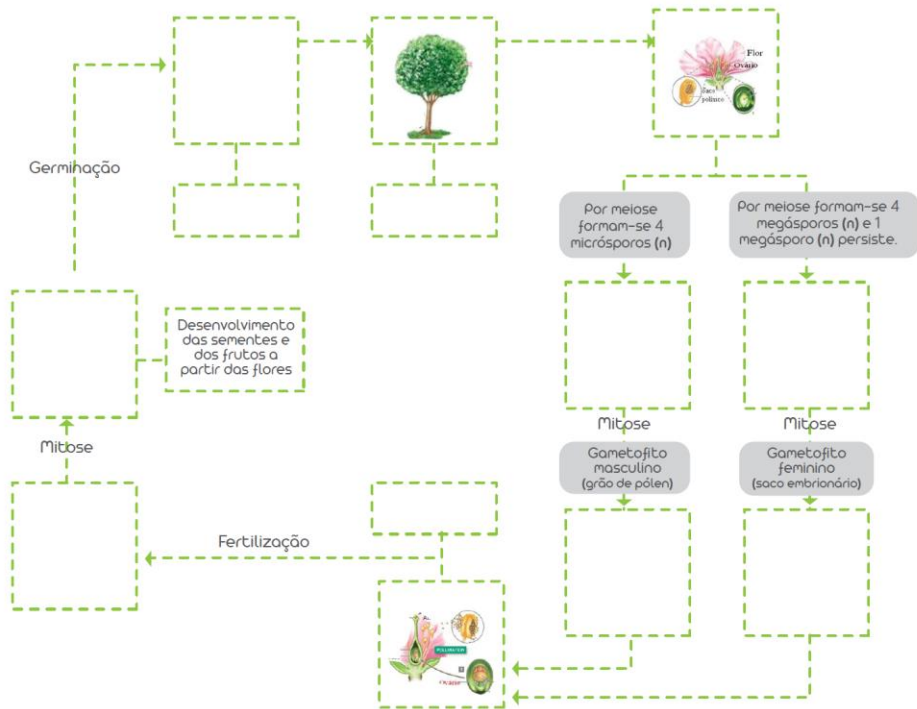 Flor
Ovário
Saco
polínico
Germinação
Por meiose
formam-se 4
micrósporos (n)
Por meiose formam-se 4
megásporos (n) e 1
megásporo (n) persiste.
Desenvolvimento
das sementes e
dos frutos a
partir das flores
Mitose
Mitose
Mitose
Gametofito
masculino
(grão de pólen)
Gametofito
feminino
(saco embrionário)
Fertilização
Ovário